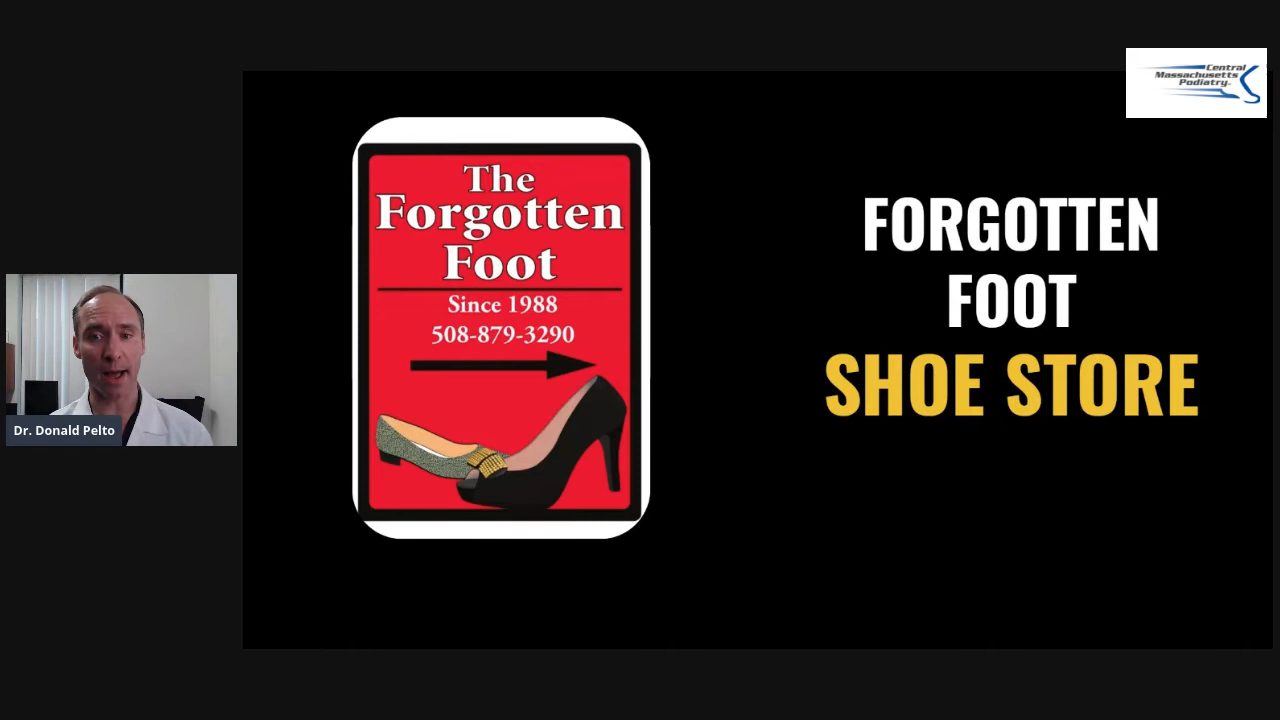 Central
Massachusetts
Podiatry
The
Forgotten
Foot
Since 1988
508-879-3290
FORGOTTEN
FOOT
SHOE STORE
Dr. Donald Pelto